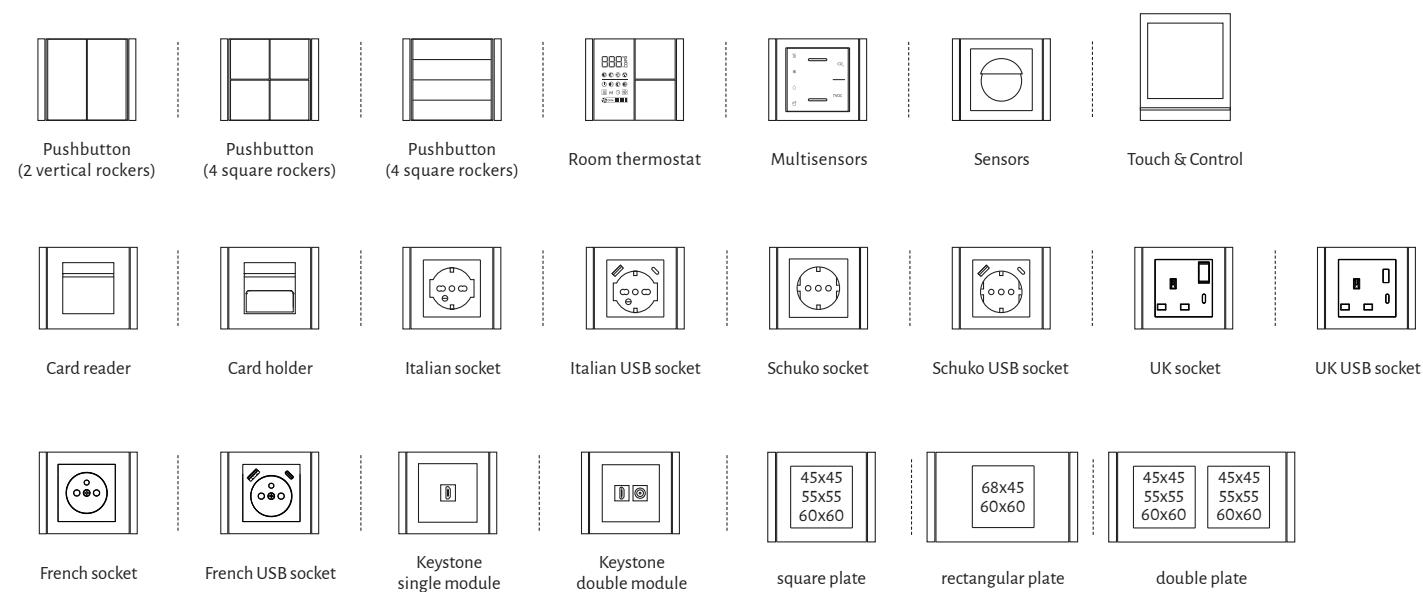 888
CO₂
TVOC
Pushbutton
(2 vertical rockers)
Pushbutton
(4 square rockers)
Pushbutton
(4 square rockers)
Room thermostat
Multisensors
Sensors
Touch & Control
Card reader
Card holder
Italian socket
Italian USB socket
Schuko socket
Schuko USB socket
UK socket
UK USB socket
45x45
55x55
60x60
68x45
60x60
45x45
55x55
60x60
45x45
55x55
60x60
French socket
French USB socket
Keystone
single module
Keystone
double module
square plate
rectangular plate
double plate